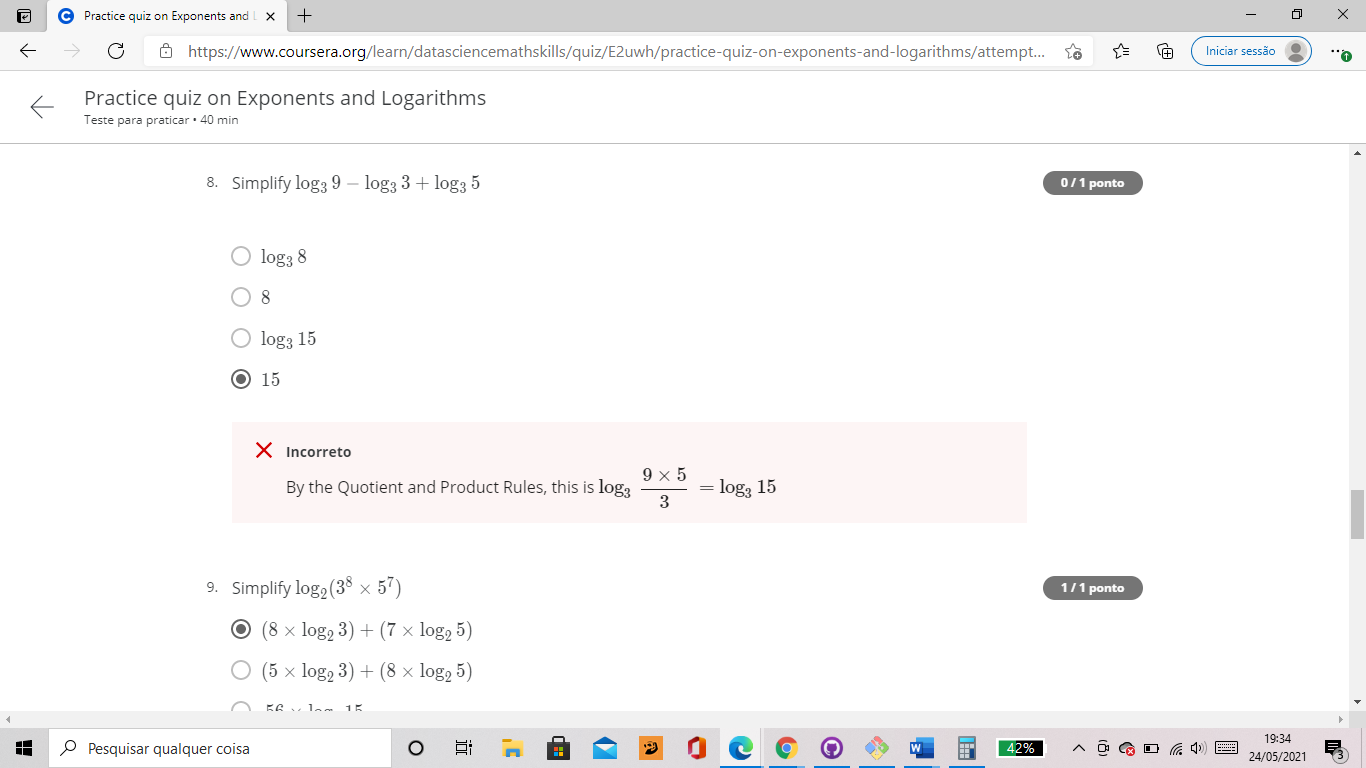 Practice quiz on Exponents and L
https://www.coursera.org/learn/datasciencemathskills/quiz/E2uwh/practice-quiz-on-exponents-and-logarithms/attempt...
Iniciar sessão
Practice quiz on Exponents and Logarithms
Teste para praticar • 40 min
8. Simplify log₃ 9 − log₃ 3 + log₃ 5
0 / 1 ponto
log₃ 8
8
log₃ 15
15
Incorreto
By the Quotient and Product Rules, this is log₃ (9 × 5)/3 = log₃ 15
9. Simplify log₂(3⁸ × 5⁷)
1 / 1 ponto
(8 × log₂ 3) + (7 × log₂ 5)
(5 × log₂ 3) + (8 × log₂ 5)
56 × log₂ 15
Pesquisar qualquer coisa
42%
19:34
24/05/2021
3